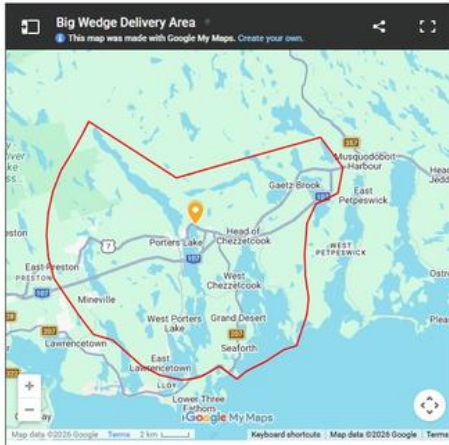 Big Wedge Delivery Area
This map was made with Google My Maps. Create your own.
357
Musquodoboit
Harbour
Gaetz Brook
107
East
Petpeswick
Head of
Chezzetcook
7
Porters Lake
107
WEST
PETPESWICK
East Preston
PRESTON
107
West
Chezzetcook
Mineville
West Porters
Lake
Grand Desert
207
207
Lawrencetown
Seaforth
East
Lawrencetown
Lower Three
Fathom
Google My Maps
Map data ©2026 Google
Terms
2 km
Keyboard shortcuts
Map data ©2026 Google
Terms